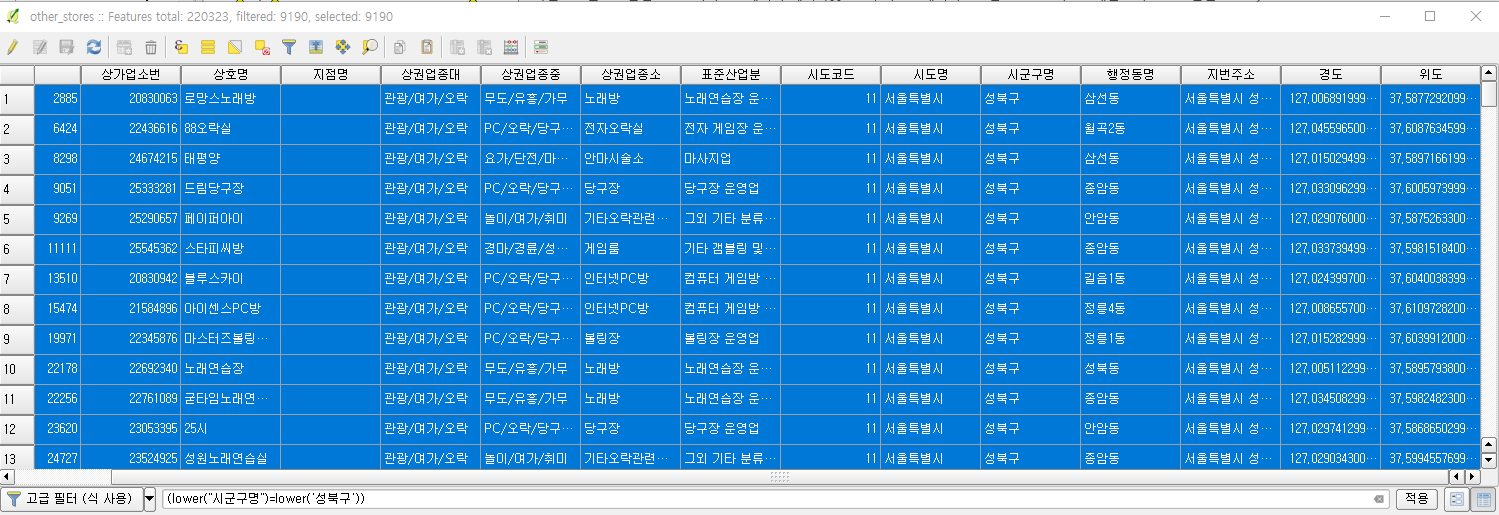 other_stores :: Features total: 220323, filtered: 9190, selected: 9190
상가업소번 상호명 지점명 상권업종대 상권업종중 상권업종소 표준산업분 시도코드 시도명 시군구명 행정동명 지번주소 경도 위도
1 2885 20830063 로망스노래방 관광/여가/오락 무도/유흥/가무 노래방 노래연습장 운… 11 서울특별시 성북구 삼선동 서울특별시 성… 127,006891999… 37,5877292099…
2 6424 22436616 88오락실 관광/여가/오락 PC/오락/당구… 전자오락실 전자 게임장 운… 11 서울특별시 성북구 월곡2동 서울특별시 성… 127,045596500… 37,6087634599…
3 8298 24674215 태평양 관광/여가/오락 요가/단전/마… 안마시술소 마사지업 11 서울특별시 성북구 삼선동 서울특별시 성… 127,015029499… 37,5897166199…
4 9051 25333281 드림당구장 관광/여가/오락 PC/오락/당구… 당구장 당구장 운영업 11 서울특별시 성북구 종암동 서울특별시 성… 127,033096299… 37,6005973999…
5 9269 25290657 페이퍼아이 관광/여가/오락 놀이/여가/취미 기타오락관련… 그외 기타 분류… 11 서울특별시 성북구 안암동 서울특별시 성… 127,029076000… 37,5875263300…
6 11111 25545362 스타피씨방 관광/여가/오락 경마/경륜/성… 게임룸 기타 갬블링 및… 11 서울특별시 성북구 종암동 서울특별시 성… 127,033739499… 37,5981518400…
7 13510 20830942 블루스카이 관광/여가/오락 PC/오락/당구… 인터넷PC방 컴퓨터 게임방 … 11 서울특별시 성북구 길음1동 서울특별시 성… 127,024399700… 37,6040038399…
8 15474 21584896 아이센스PC방 관광/여가/오락 PC/오락/당구… 인터넷PC방 컴퓨터 게임방 … 11 서울특별시 성북구 정릉4동 서울특별시 성… 127,008655700… 37,6109728200…
9 19971 22345876 마스터즈볼링… 관광/여가/오락 PC/오락/당구… 볼링장 볼링장 운영업 11 서울특별시 성북구 정릉1동 서울특별시 성… 127,015282999… 37,6039912000…
10 22178 22692340 노래연습장 관광/여가/오락 무도/유흥/가무 노래방 노래연습장 운… 11 서울특별시 성북구 성북동 서울특별시 성… 127,005112299… 37,5895793800…
11 22256 22761089 굳타임노래연… 관광/여가/오락 무도/유흥/가무 노래방 노래연습장 운… 11 서울특별시 성북구 종암동 서울특별시 성… 127,034508299… 37,5982482300…
12 23620 23053395 25시 관광/여가/오락 PC/오락/당구… 당구장 당구장 운영업 11 서울특별시 성북구 안암동 서울특별시 성… 127,029741299… 37,5868650299…
13 24727 23524925 성원노래연습실 관광/여가/오락 놀이/여가/취미 기타오락관련… 그외 기타 분류… 11 서울특별시 성북구 종암동 서울특별시 성… 127,029034300… 37,5994557699…
고급 필터 (식 사용) (lower("시군구명")=lower('성북구')) 적용